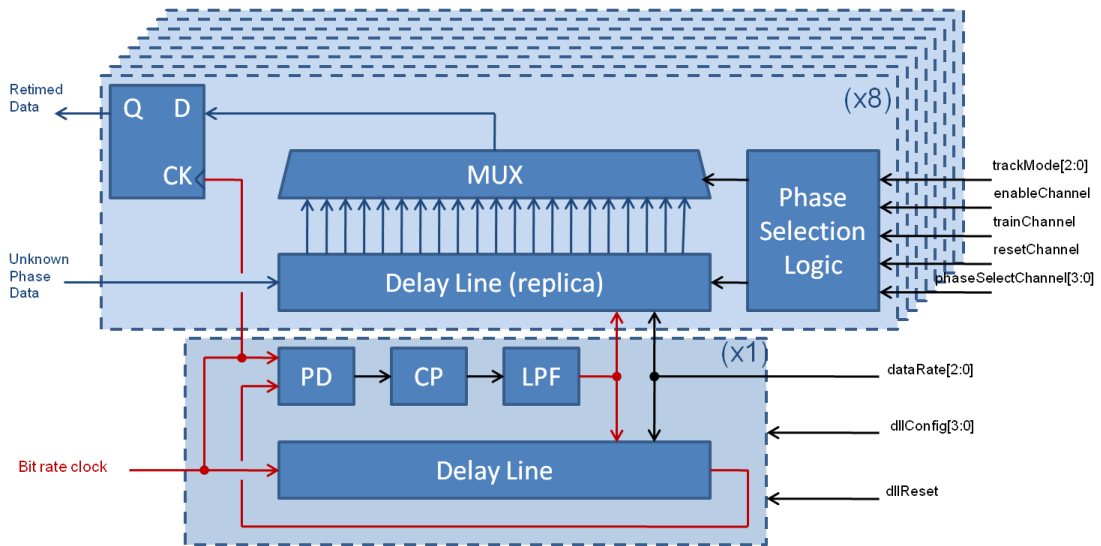 Retimed
Data
Q
D
CK
(x8)
MUX
Phase
Selection
Logic
trackMode[2:0]
enableChannel
trainChannel
resetChannel
phaseSelectChannel[3:0]
Unknown
Phase
Data
Delay Line (replica)
(x1)
PD
CP
LPF
dataRate[2:0]
dllConfig[3:0]
Bit rate clock
Delay Line
dllReset